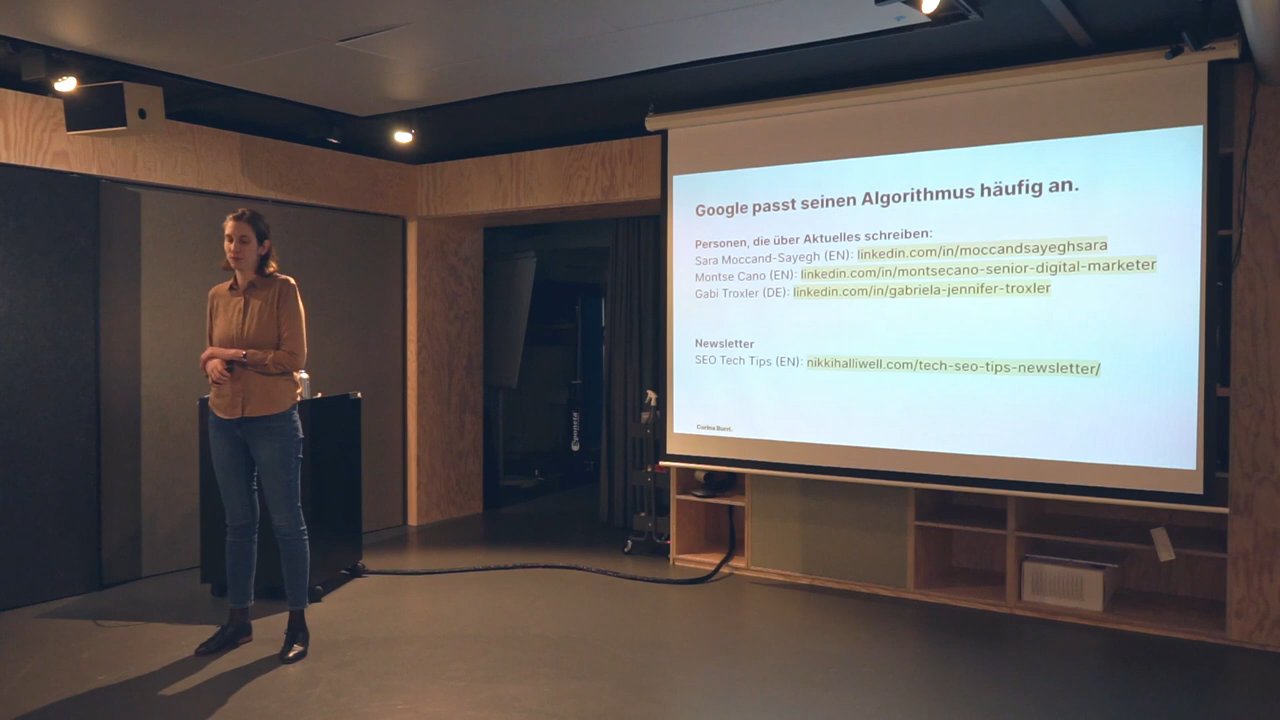 Google passt seinen Algorithmus häufig an.
Personen, die über Aktuelles schreiben:
Sara Moccand-Sayegh (EN): linkedin.com/in/moccandsayeghsara
Montse Cano (EN): linkedin.com/in/montsecano-senior-digital-marketer
Gabi Troxler (DE): linkedin.com/in/gabriela-jennifer-troxler
Newsletter
SEO Tech Tips (EN): nikkihalliwell.com/tech-seo-tips-newsletter/
Corina Burri.